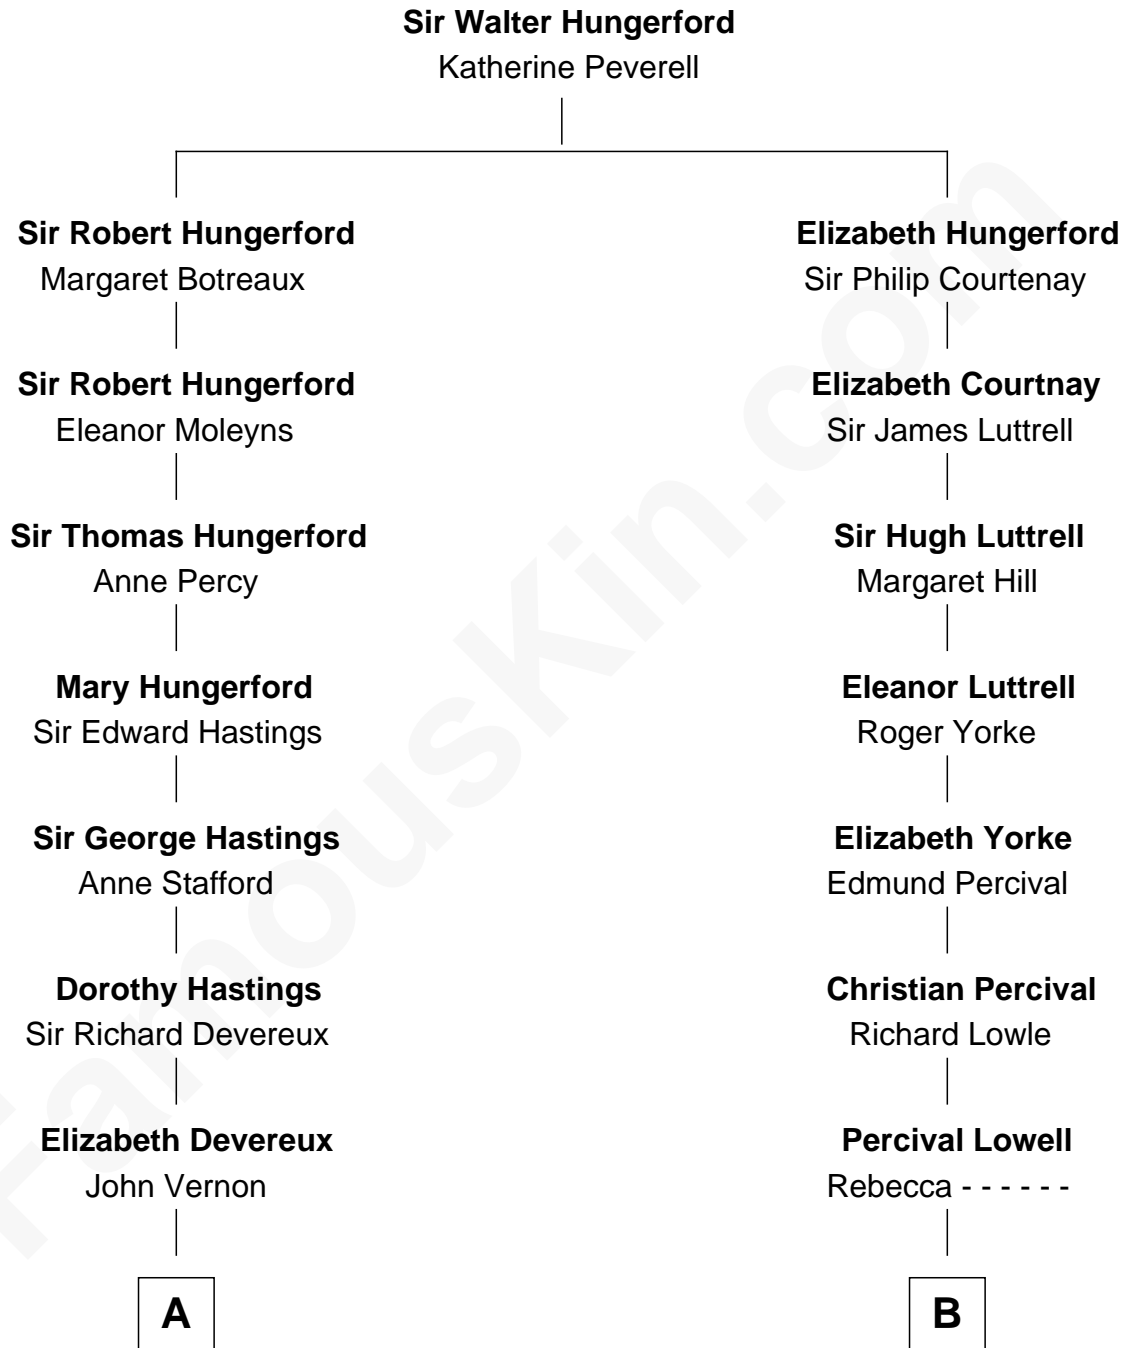 Sir Walter Hungerford
Katherine Peverell
Sir Robert Hungerford
Margaret Botreaux
Elizabeth Hungerford
Sir Philip Courtenay
Sir Robert Hungerford
Eleanor Moleyns
Elizabeth Courtnay
Sir James Luttrell
Sir Thomas Hungerford
Anne Percy
Sir Hugh Luttrell
Margaret Hill
Mary Hungerford
Sir Edward Hastings
Eleanor Luttrell
Roger Yorke
Sir George Hastings
Anne Stafford
Elizabeth Yorke
Edmund Percival
Dorothy Hastings
Sir Richard Devereux
Christian Percival
Richard Lowle
Elizabeth Devereux
John Vernon
Percival Lowell
Rebecca - - - - - -
A
B
FamousKin.com